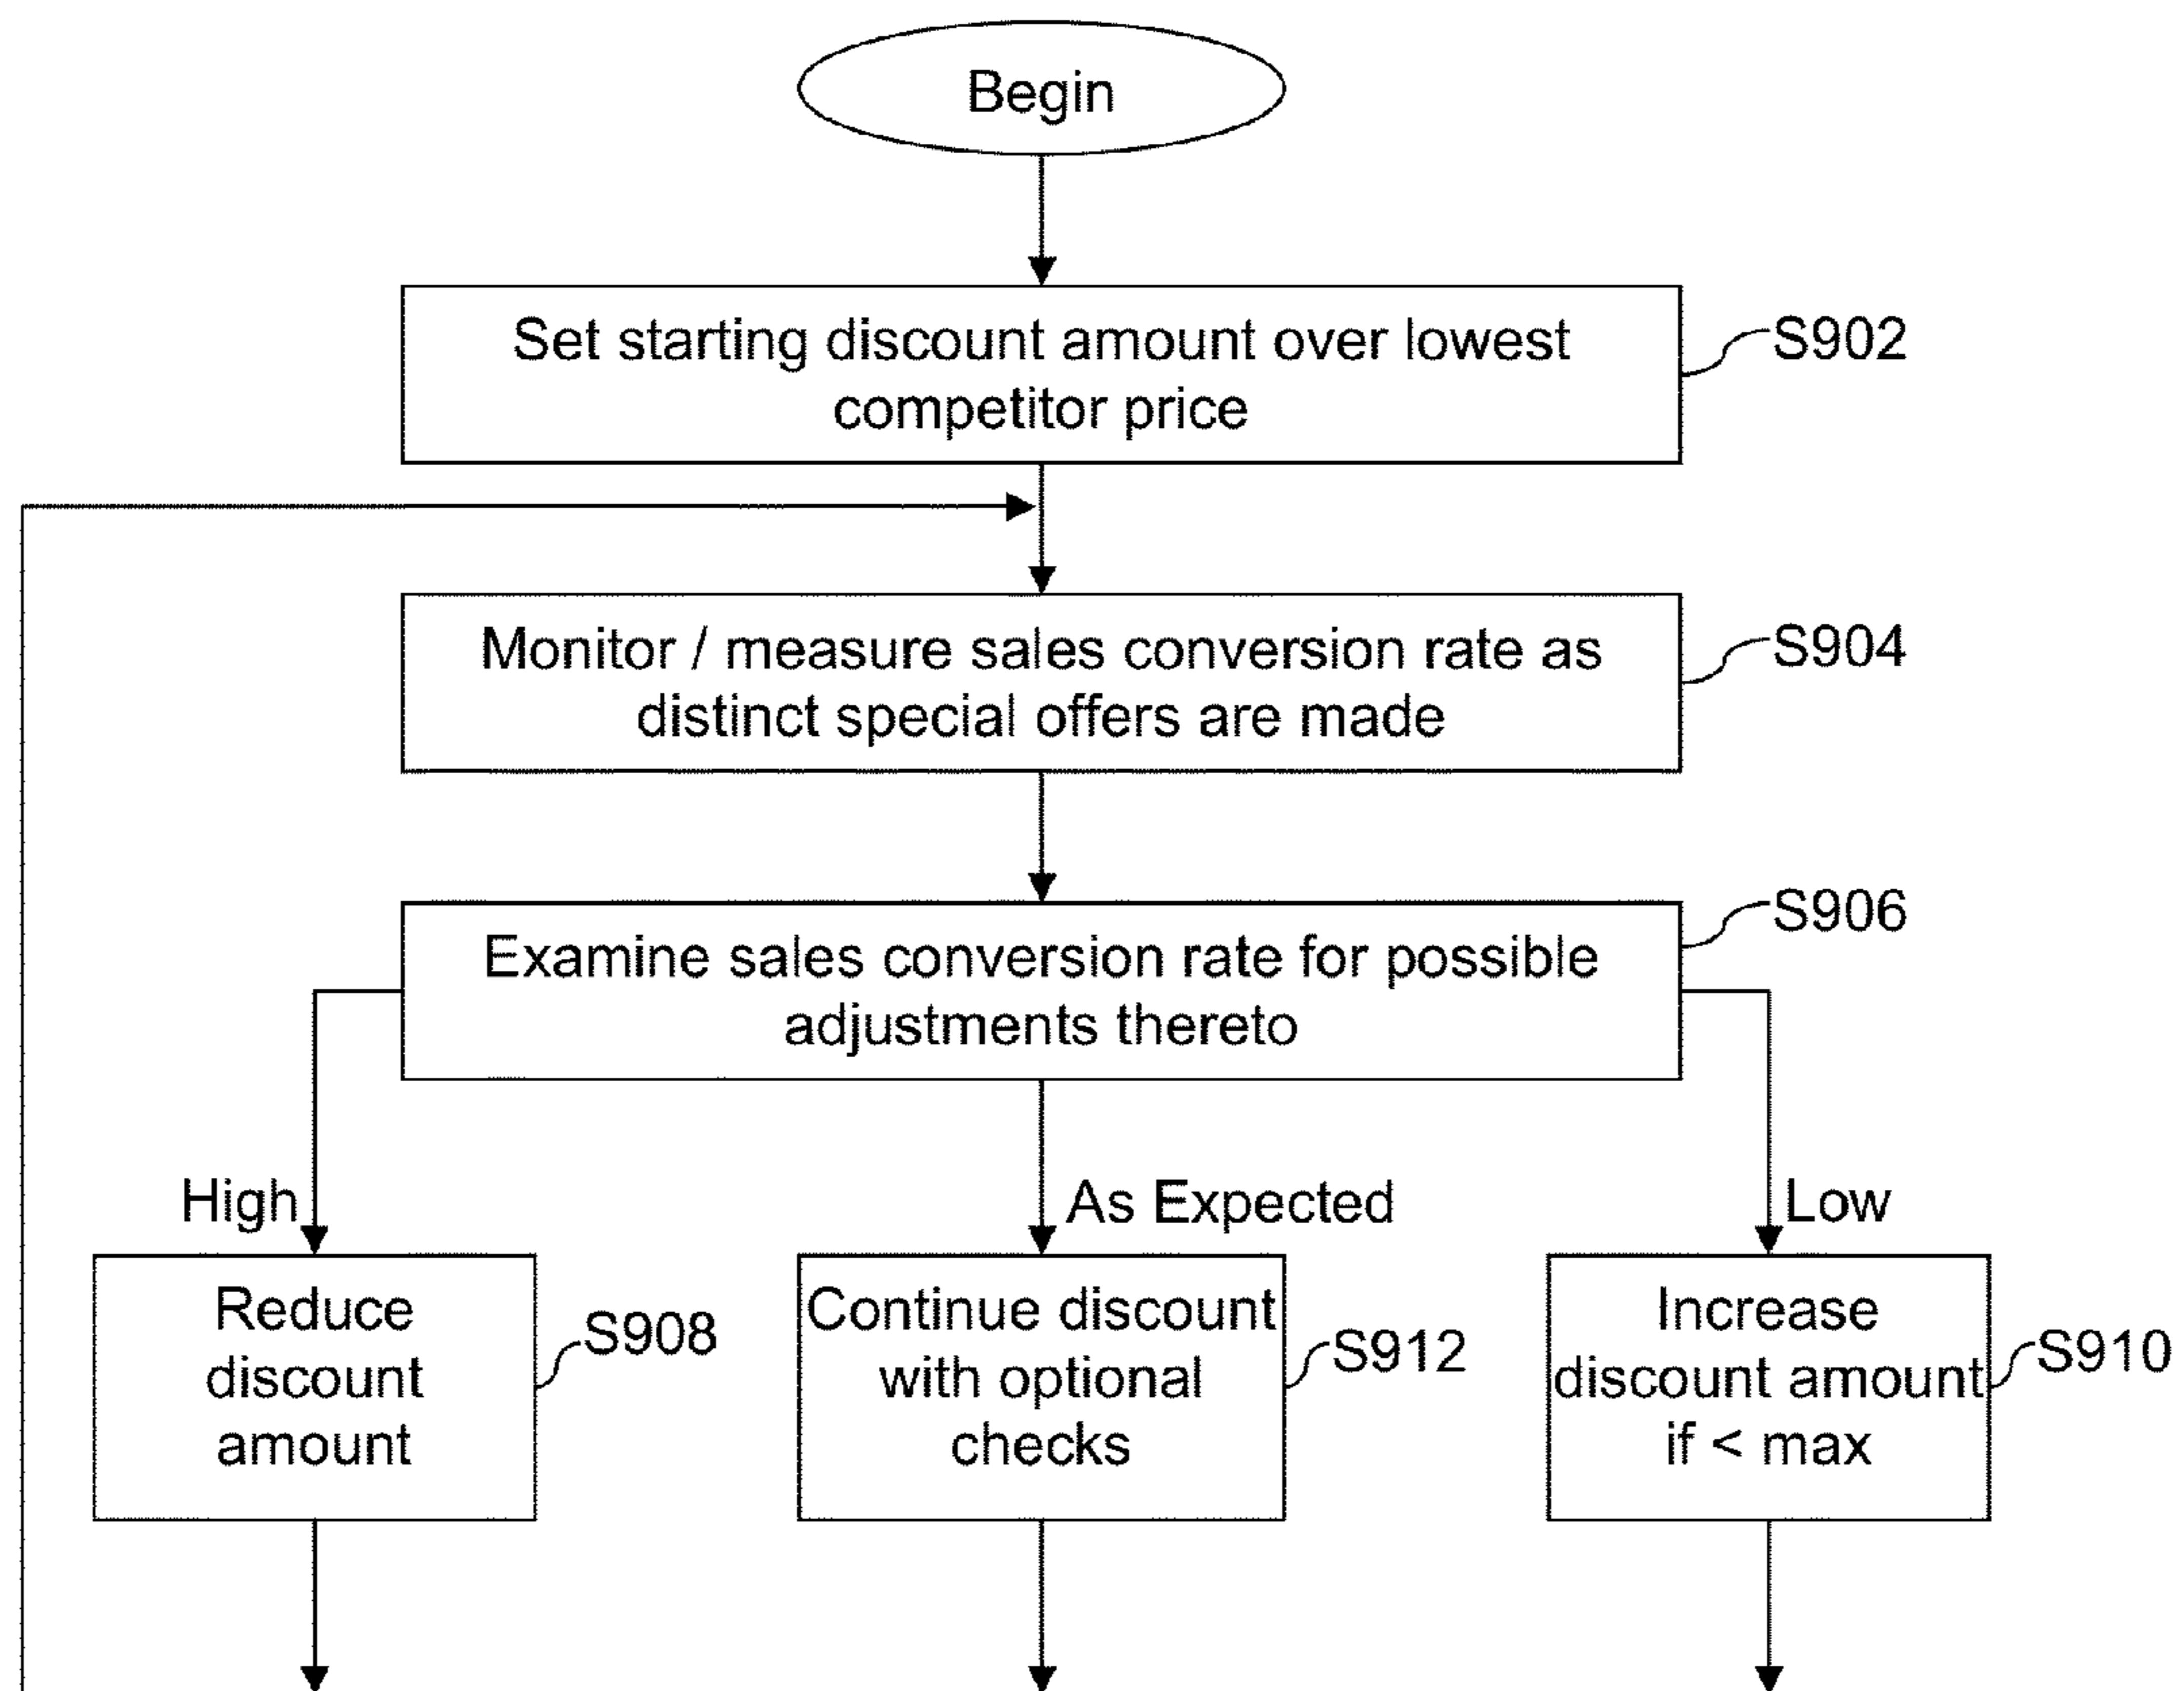 Begin
Set starting discount amount over lowest
competitor price
S902
Monitor / measure sales conversion rate as
distinct special offers are made
S904
Examine sales conversion rate for possible
adjustments thereto
S906
High
As Expected
Low
Reduce
discount
amount
S908
Continue discount
with optional
checks
S912
Increase
discount amount
if < max
S910